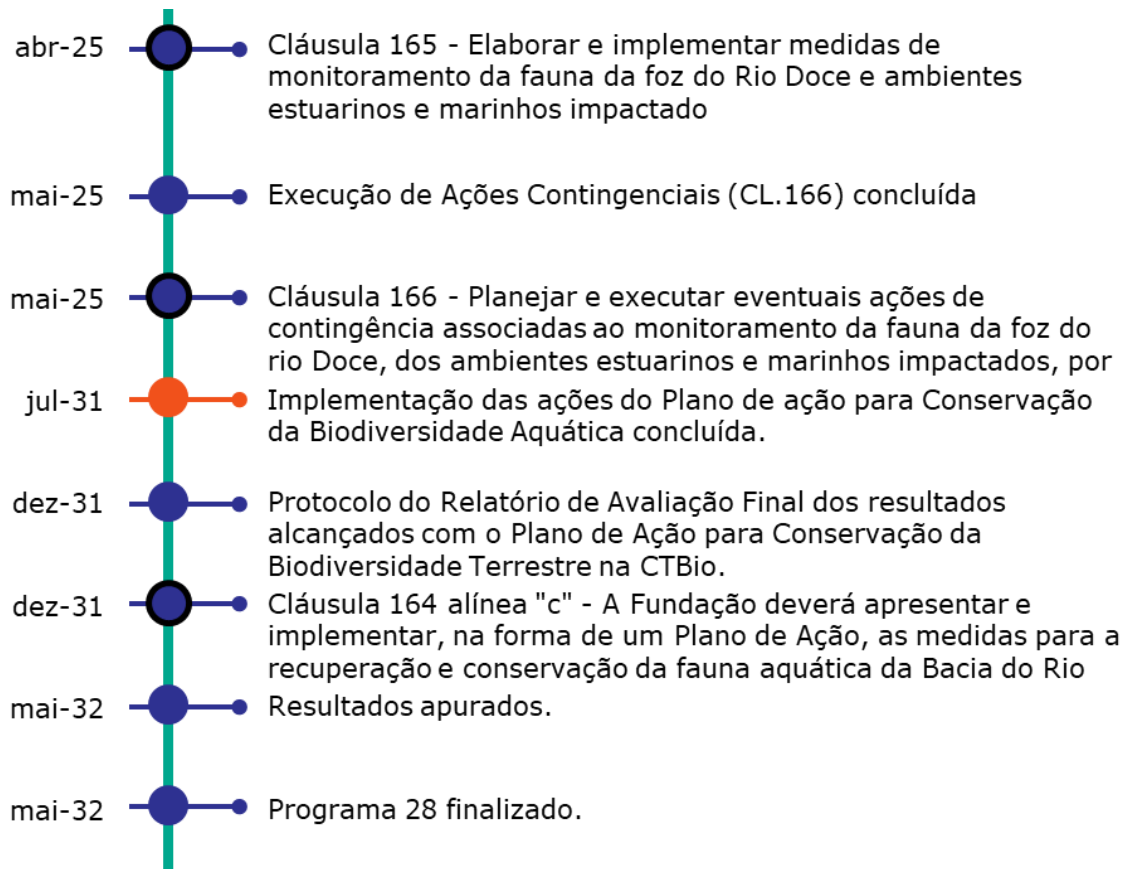 abr-25 Cláusula 165 - Elaborar e implementar medidas de
monitoramento da fauna da foz do Rio Doce e ambientes
estuarinos e marinhos impactado
mai-25 Execução de Ações Contingenciais (CL.166) concluída
mai-25 Cláusula 166 - Planejar e executar eventuais ações de
contingência associadas ao monitoramento da fauna da foz do
rio Doce, dos ambientes estuarinos e marinhos impactados, por
jul-31 Implementação das ações do Plano de ação para Conservação
da Biodiversidade Aquática concluída.
dez-31 Protocolo do Relatório de Avaliação Final dos resultados
alcançados com o Plano de Ação para Conservação da
Biodiversidade Terrestre na CTBio.
dez-31 Cláusula 164 alínea "c" - A Fundação deverá apresentar e
implementar, na forma de um Plano de Ação, as medidas para a
recuperação e conservação da fauna aquática da Bacia do Rio
mai-32 Resultados apurados.
mai-32 Programa 28 finalizado.